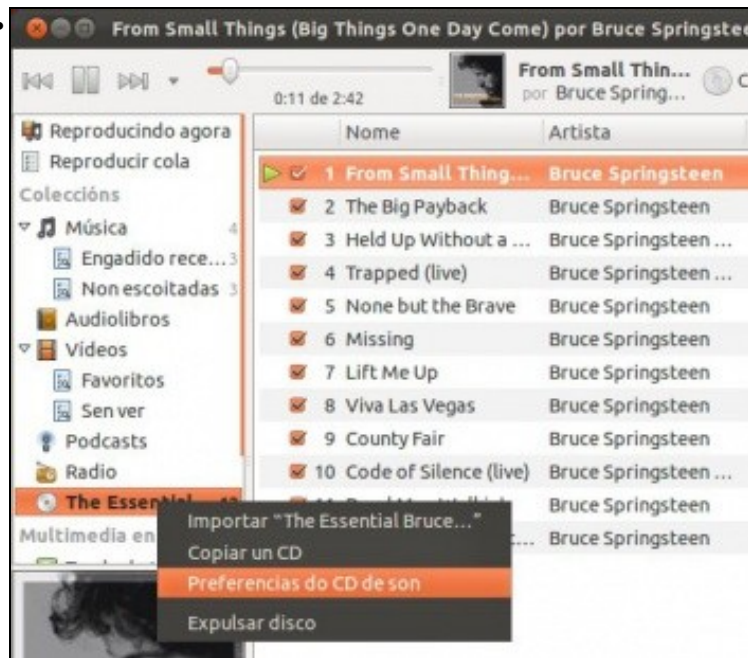 From Small Things (Big Things One Day Come) por Bruce Springstee
0:11 de 2:42
From Small Thin...
por Bruce Spring...
Reproducindo agora
Reproducir cola
Coleccións
Música 4
Engadido rece... 3
Non escoitadas 3
Audiolibros
Vídeos
Favoritos
Sen ver
Podcasts
Radio
The Essential
Multimedia en
Nome Artista
1 From Small Thing... Bruce Springsteen
2 The Big Payback Bruce Springsteen
3 Held Up Without a ... Bruce Springsteen ...
4 Trapped (live) Bruce Springsteen ...
5 None but the Brave Bruce Springsteen
6 Missing Bruce Springsteen
7 Lift Me Up Bruce Springsteen
8 Viva Las Vegas Bruce Springsteen
9 County Fair Bruce Springsteen
10 Code of Silence (live) Bruce Springsteen ...
Bruce Springsteen
... Bruce Springsteen
Importar "The Essential Bruce..."
Copiar un CD
Preferencias do CD de son
Expulsar disco